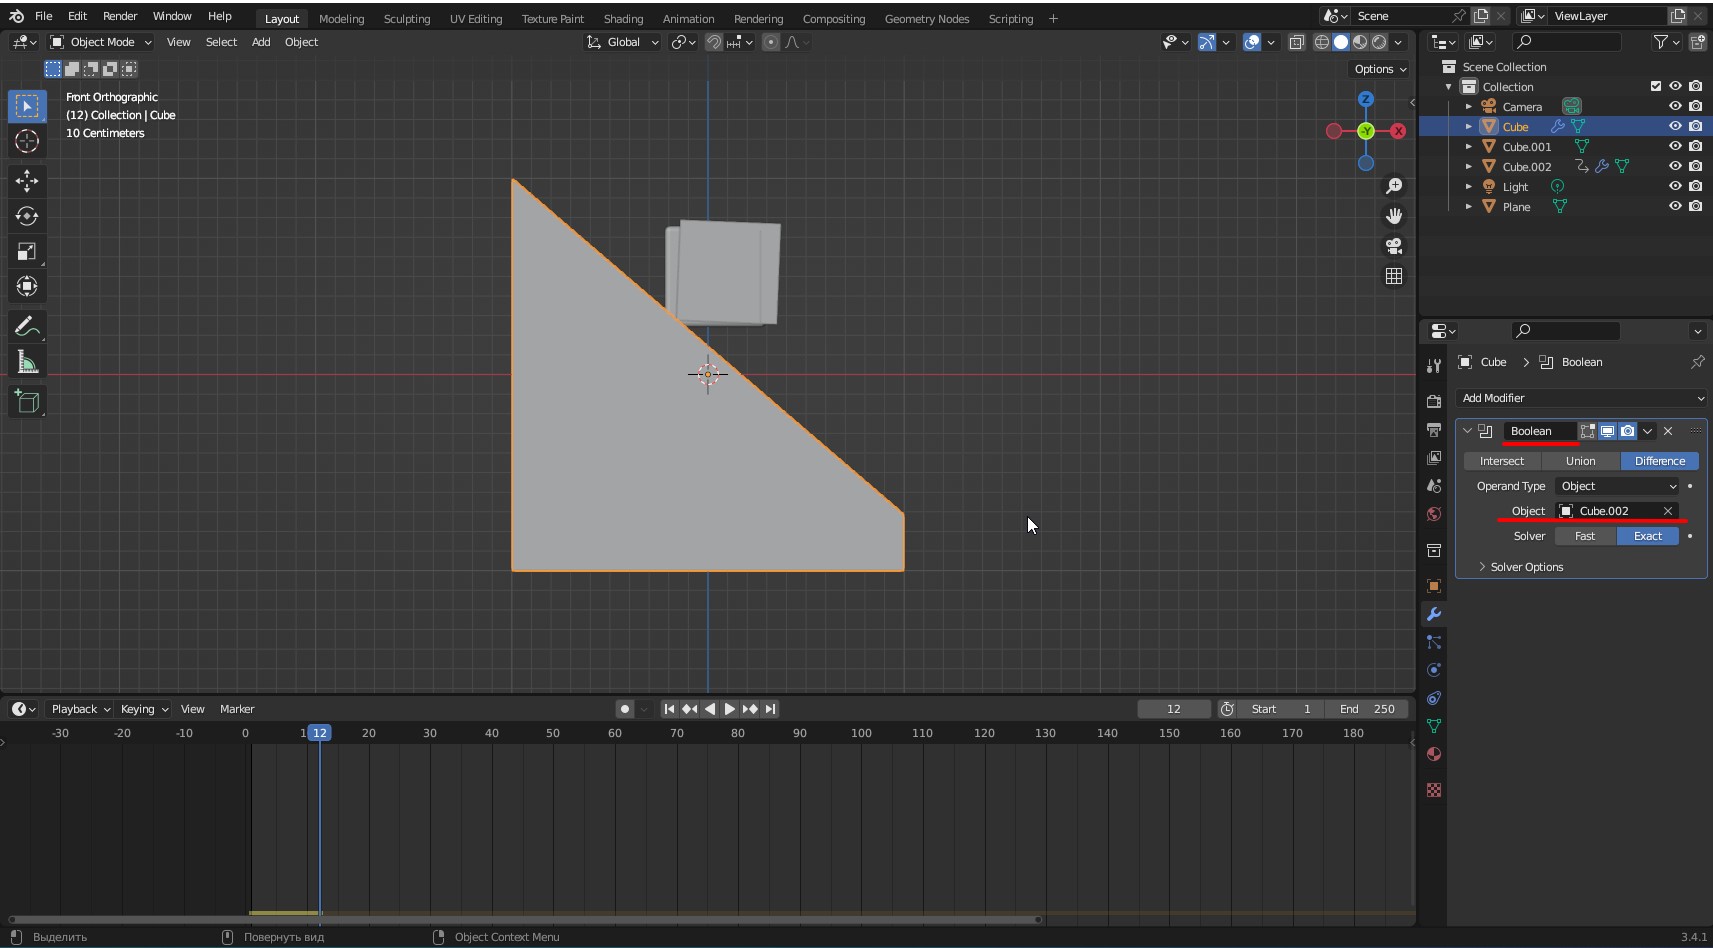 File Edit Render Window Help Layout Modeling Sculpting UV Editing Texture Paint Shading Animation Rendering Compositing Geometry Nodes Scripting + Scene ViewLayer
Object Mode View Select Add Object Global
Options
Front Orthographic
(12) Collection | Cube
10 Centimeters
Z
-Y
X
Scene Collection
Collection
Camera
Cube
Cube.001
Cube.002
Light
Plane
Cube > Boolean
Add Modifier
Boolean
Intersect Union Difference
Operand Type Object
Object Cube.002
Solver Fast Exact
Solver Options
Playback Keying View Marker 12 Start 1 End 250
-30 -20 -10 0 1 12 20 30 40 50 60 70 80 90 100 110 120 130 140 150 160 170 180
Выделить Повернуть вид Object Context Menu 3.4.1